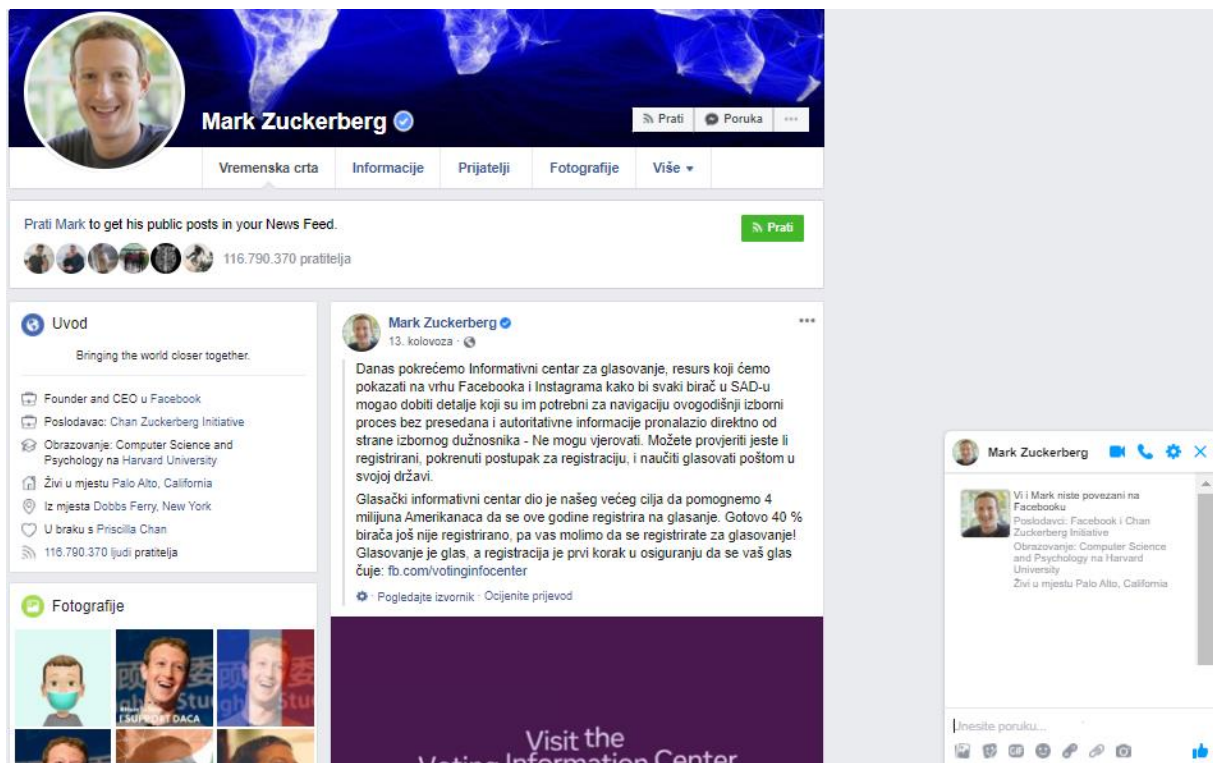 Mark Zuckerberg
Prati
Poruka
Vremenska crta
Informacije
Prijatelji
Fotografije
Više
Prati Mark to get his public posts in your News Feed.
Prati
116.790.370 pratitelja
Uvod
Bringing the world closer together.
Founder and CEO u Facebook
Poslodavac: Chan Zuckerberg Initiative
Obrazovanje: Computer Science and
Psychology na Harvard University
Živi u mjestu Palo Alto, California
Iz mjesta Dobbs Ferry, New York
U braku s Priscilla Chan
116.790.370 ljudi pratitelja
Fotografije
I SUPPORT DACA
Mark Zuckerberg
13. kolovoza ·
Danas pokrećemo Informativni centar za glasovanje, resurs koji ćemo
pokazati na vrhu Facebooka i Instagrama kako bi svaki birač u SAD-u
mogao dobiti detalje koji su im potrebni za navigaciju ovogodišnji izborni
proces bez presedana i autoritativne informacije pronalazio direktno od
strane izbornog dužnosnika - Ne mogu vjerovati. Možete provjeriti jeste li
registrirani, pokrenuti postupak za registraciju, i naučiti glasovati poštom u
svojoj državi.
Glasački informativni centar dio je našeg većeg cilja da pomognemo 4
milijuna Amerikanaca da se ove godine registrira na glasanje. Gotovo 40 %
birača još nije registrirano, pa vas molimo da se registrirate za glasovanje!
Glasovanje je glas, a registracija je prvi korak u osiguranju da se vaš glas
čuje: fb.com/votinginfocenter
· Pogledajte izvornik · Ocijenite prijevod
Visit the
Voting Information Center
Mark Zuckerberg
Vi i Mark niste povezani na
Facebooku
Poslodavci: Facebook i Chan
Zuckerberg Initiative
Obrazovanje: Computer Science
and Psychology na Harvard
University
Živi u mjestu Palo Alto, California
Unesite poruku...
GIF